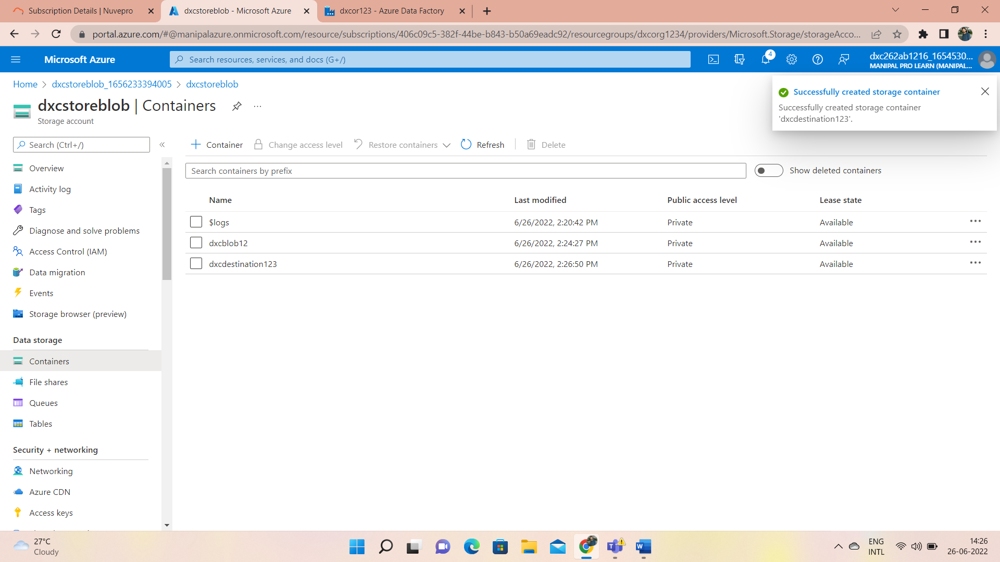 Subscription Details | Nuvepro
dxcstoreblob - Microsoft Azure
dxcor123 - Azure Data Factory
portal.azure.com/#@manipalazure.onmicrosoft.com/resource/subscriptions/406c09c5-382f-44be-b843-b50a69eadc92/resourcegroups/dxcorg1234/providers/Microsoft.Storage/storageAcco...
Microsoft Azure
Search resources, services, and docs (G+/)
4
dxc262ab1216_1654530...
MANIPAL PRO LEARN (MANIPAL...
Home > dxcstoreblob_1656233394005 > dxcstoreblob
dxcstoreblob | Containers ...
Storage account
Successfully created storage container
Successfully created storage container
'dxcdestination123'.
Search (Ctrl+/)
Overview
Activity log
Tags
Diagnose and solve problems
Access Control (IAM)
Data migration
Events
Storage browser (preview)
Data storage
Containers
File shares
Queues
Tables
Security + networking
Networking
Azure CDN
Access keys
Container
Change access level
Restore containers
Refresh
Delete
Search containers by prefix
Show deleted containers
Name Last modified Public access level Lease state
$logs 6/26/2022, 2:20:42 PM Private Available
dxcblob12 6/26/2022, 2:24:27 PM Private Available
dxcdestination123 6/26/2022, 2:26:50 PM Private Available
27°C
Cloudy
ENG
INTL
14:26
26-06-2022